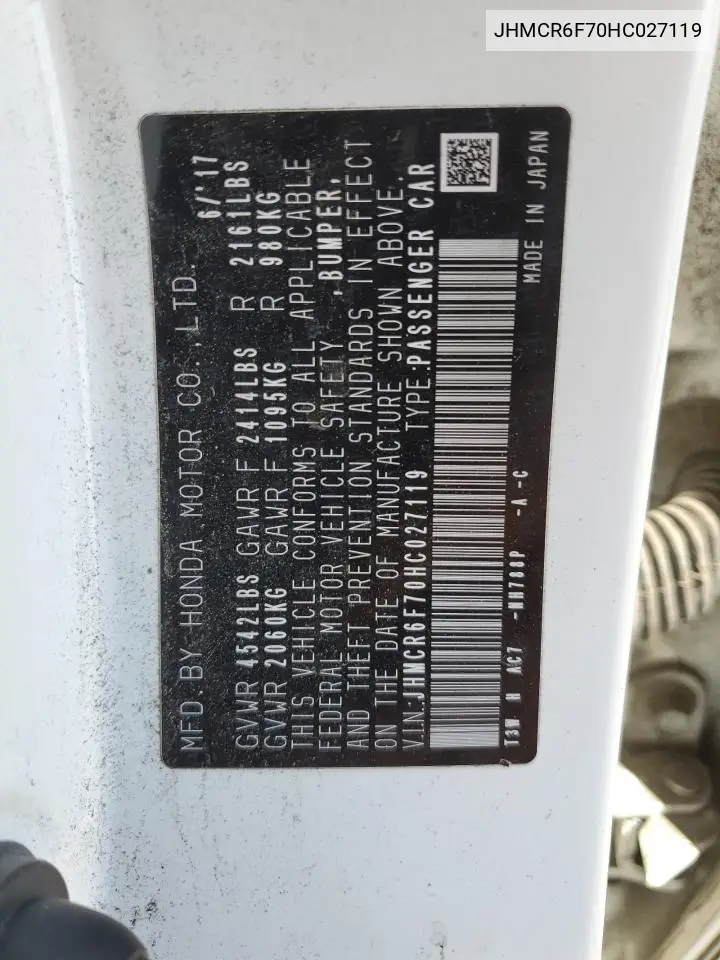 JHMCR6F70HC027119
MFD. BY HONDA MOTOR CO., LTD. 6/'17
GVWR 4542LBS GAWR F 2414LBS R 2161LBS
GVWR 2060KG GAWR F 1095KG R 980KG
THIS VEHICLE CONFORMS TO ALL APPLICABLE
FEDERAL MOTOR VEHICLE SAFETY ,BUMPER,
AND THEFT PREVENTION STANDARDS IN EFFECT
ON THE DATE OF MANUFACTURE SHOWN ABOVE.
V.I.N.:JHMCR6F70HC027119 TYPE:PASSENGER CAR
T3W H AC7 -NH788P -A -C MADE IN JAPAN